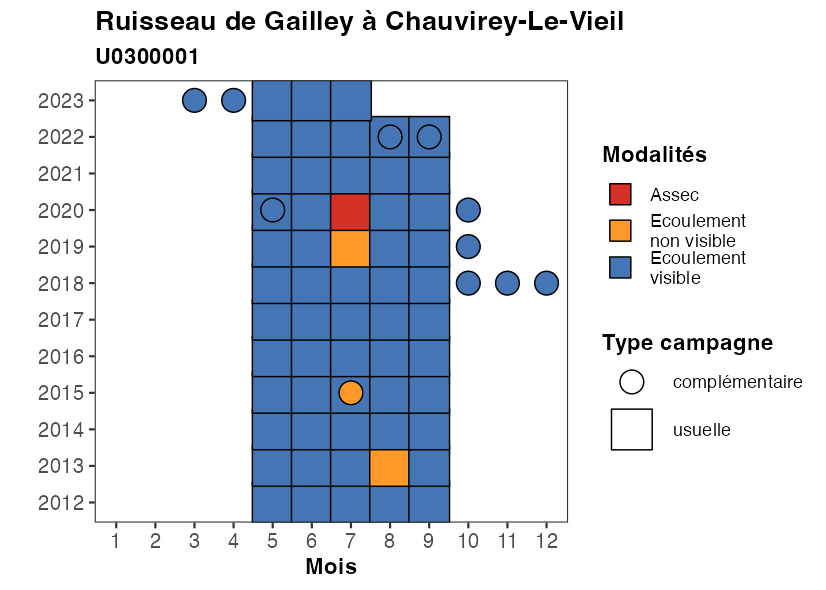 Ruisseau de Gailley à Chauvirey-Le-Vieil
U0300001
2023
2022
2021
2020
2019
2018
2017
2016
2015
2014
2013
2012
1 2 3 4 5 6 7 8 9 10 11 12
Mois
Modalités
Assec
Ecoulement
non visible
Ecoulement
visible
Type campagne
complémentaire
usuelle